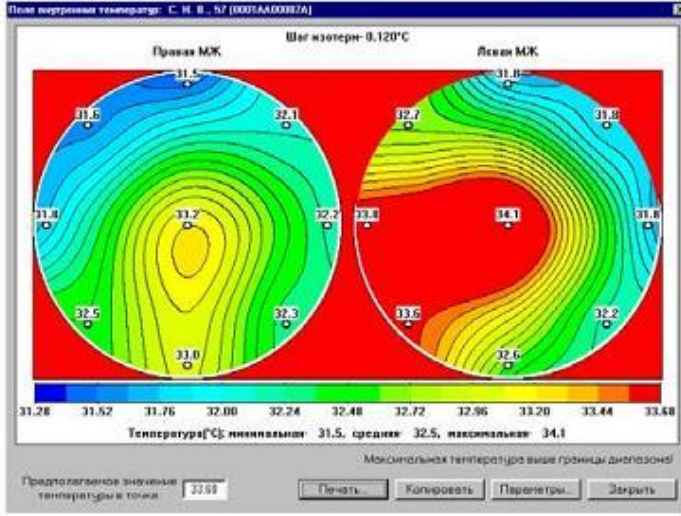 Поле внутренних температур: С. Н. В., 57 (0001AA00007A)
Шаг изотерм- 0.120°C
Правая МЖ
Левая МЖ
31.5
31.8
31.6
32.1
32.7
31.8
31.8
33.2
32.2
33.8
34.1
31.8
32.5
32.3
33.6
32.2
33.0
32.6
31.28 31.52 31.76 32.00 32.24 32.48 32.72 32.96 33.20 33.44 33.68
Температура[°C]: минимальная- 31.5, средняя- 32.5, максимальная- 34.1
Максимальная температура выше границы диапазона!
Предполагаемое значение
температуры в точке:
33.60
Печать...
Копировать
Параметры...
Закрыть